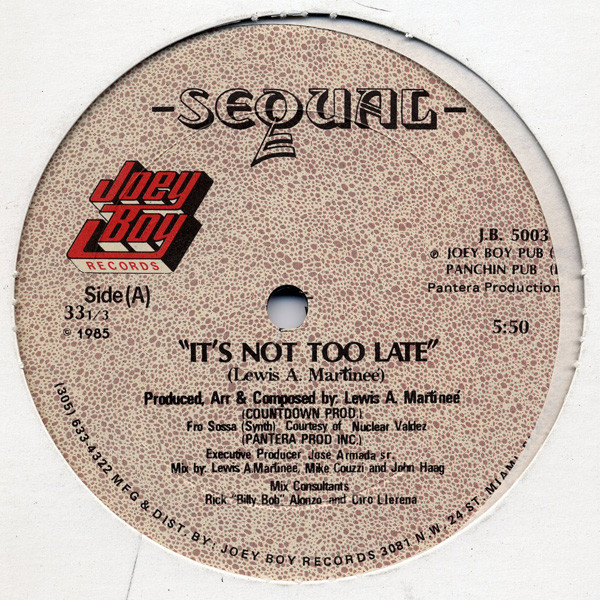 -SEQUAL-
Joey
Boy
RECORDS
J.B. 5003
℗ JOEY BOY PUB (
PANCHIN PUB
Pantera Production
Side (A)
33 1/3
© 1985
5:50
"IT'S NOT TOO LATE"
(Lewis A. Martineé)
Produced, Arr & Composed by: Lewis A. Martineé
(COUNTDOWN PROD.)
Fro Sossa (Synth) Courtesy of Nuclear Valdez
(PANTERA PROD INC.)
Executive Producer Jose Armada sr.
Mix by: Lewis A. Martinee, Mike Couzzi and John Haag
Mix Consultants
Rick "Billy Bob" Alonzo and Ciro Llerena
(305) 633-4322 MFG & DIST. BY: JOEY BOY RECORDS 3081 N.W. 24 ST. MIAMI